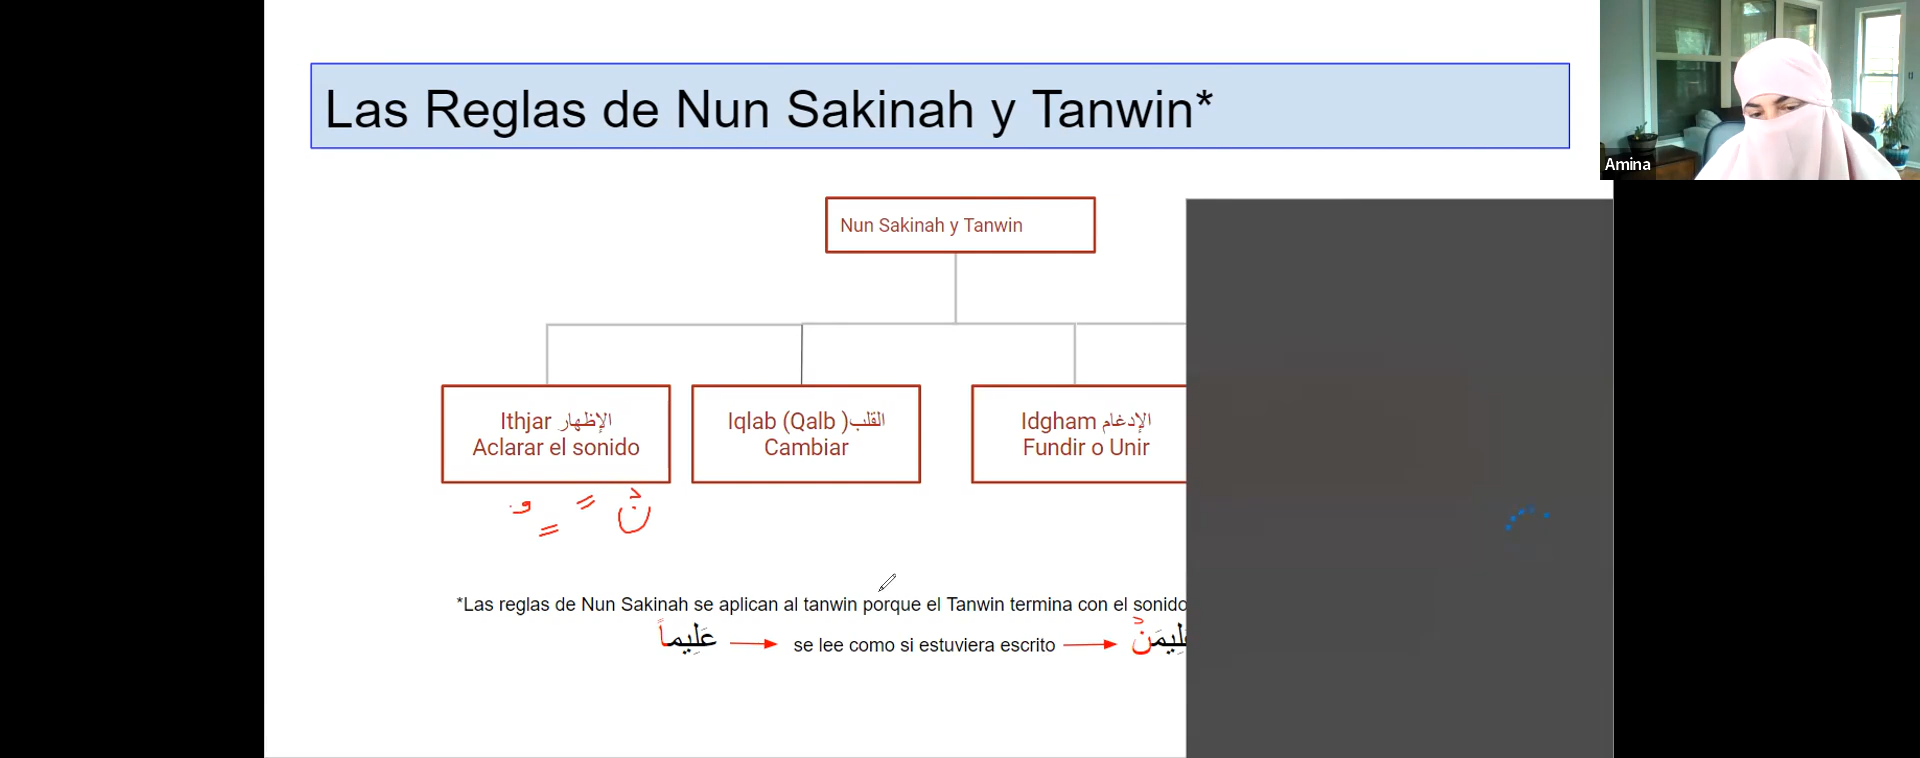 Las Reglas de Nun Sakinah y Tanwin*
Amina
Nun Sakinah y Tanwin
Ithjar الإظهار
Aclarar el sonido
Iqlab (Qalb )القلب
Cambiar
Idgham الإدغام
Fundir o Unir
نْ ـً ـٍ ـٌ
*Las reglas de Nun Sakinah se aplican al tanwin porque el Tanwin termina con el sonido
عَلِيماً se lee como si estuviera escrito